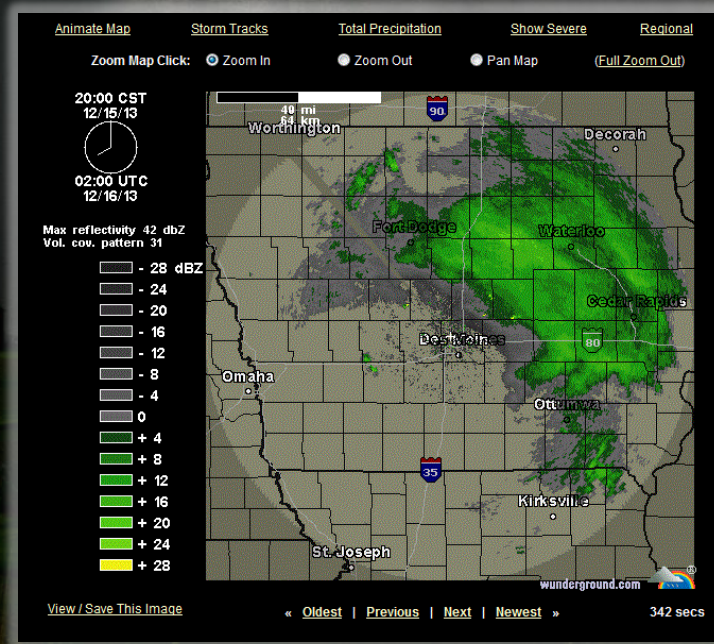 Animate Map Storm Tracks Total Precipitation Show Severe Regional
Zoom Map Click: Zoom In Zoom Out Pan Map (Full Zoom Out)
20:00 CST
12/15/13
02:00 UTC
12/16/13
Max reflectivity 42 dbZ
Vol. cov. pattern 31
- 28 dBZ
- 24
- 20
- 16
- 12
- 8
- 4
0
+ 4
+ 8
+ 12
+ 16
+ 20
+ 24
+ 28
40 mi
64 km
90
Worthington
Decorah
Fort Dodge
Waterloo
Cedar Rapids
Des Moines
80
Omaha
Ottumwa
35
Kirksville
St. Joseph
wunderground.com ®
View / Save This Image
« Oldest | Previous | Next | Newest » 342 secs